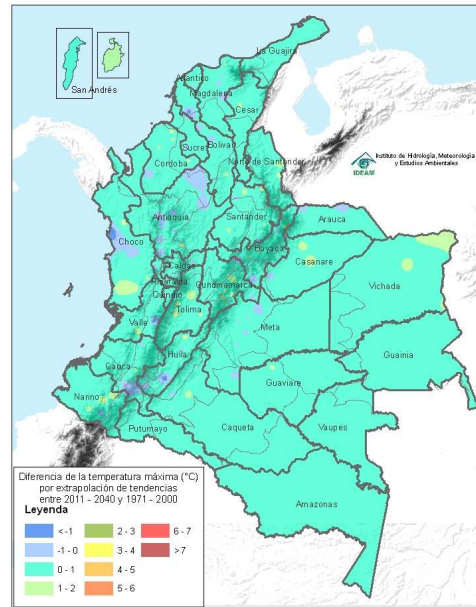 La Guajira
San Andrés
Atlantico
Magdalena
Cesar
Sucre
Bolivar
Cordoba
Norte de Santander
Instituto de Hidrología, Meteorología
y Estudios Ambientales
IDEAM
Antioquia
Santander
Arauca
Choco
Boyaca
Caldas
Casanare
Risaralda
Cundinamarca
Vichada
Quindio
Tolima
Valle
Meta
Guainia
Huila
Cauca
Guaviare
Narino
Vaupes
Putumayo
Caqueta
Amazonas
Diferencia de la temperatura máxima (°C)
por extrapolación de tendencias
entre 2011 - 2040 y 1971 - 2000
Leyenda
< -1
2 - 3
6 - 7
-1 - 0
3 - 4
> 7
0 - 1
4 - 5
1 - 2
5 - 6